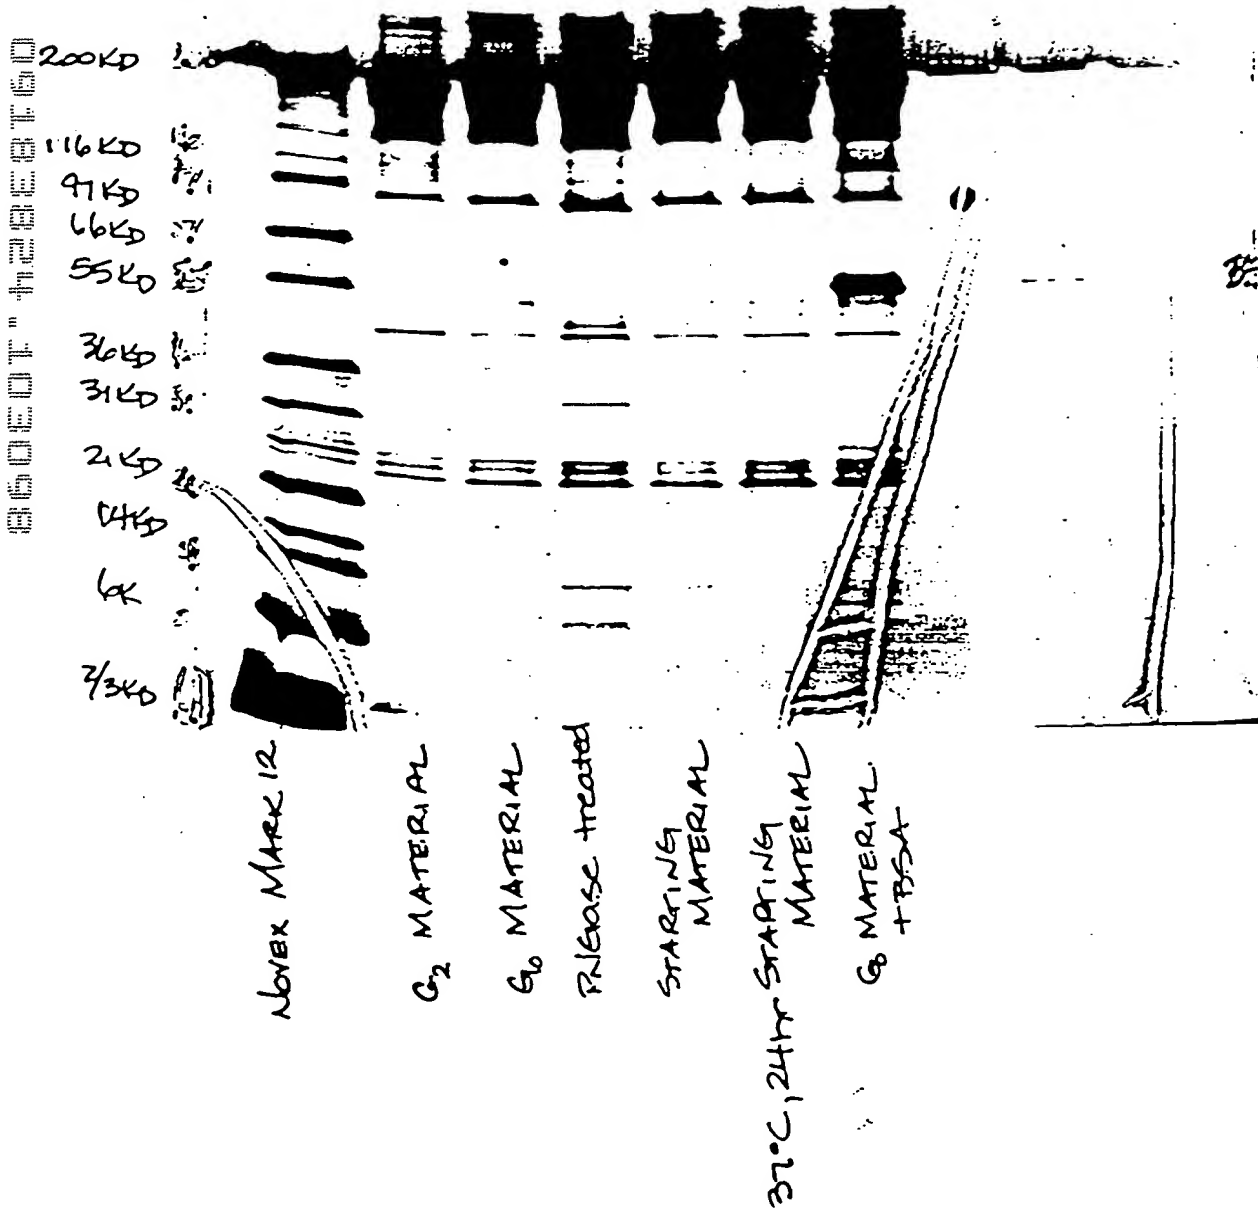 200KD
116KD
97KD
66KD
55KD
36KD
31KD
21KD
14KD
6K
2/3KD
NOVEX MARK 12
G2 MATERIAL
G0 MATERIAL
PNGase treated
STARTING
MATERIAL
37°C, 24hr STARTING
MATERIAL
G0 MATERIAL
+BSA